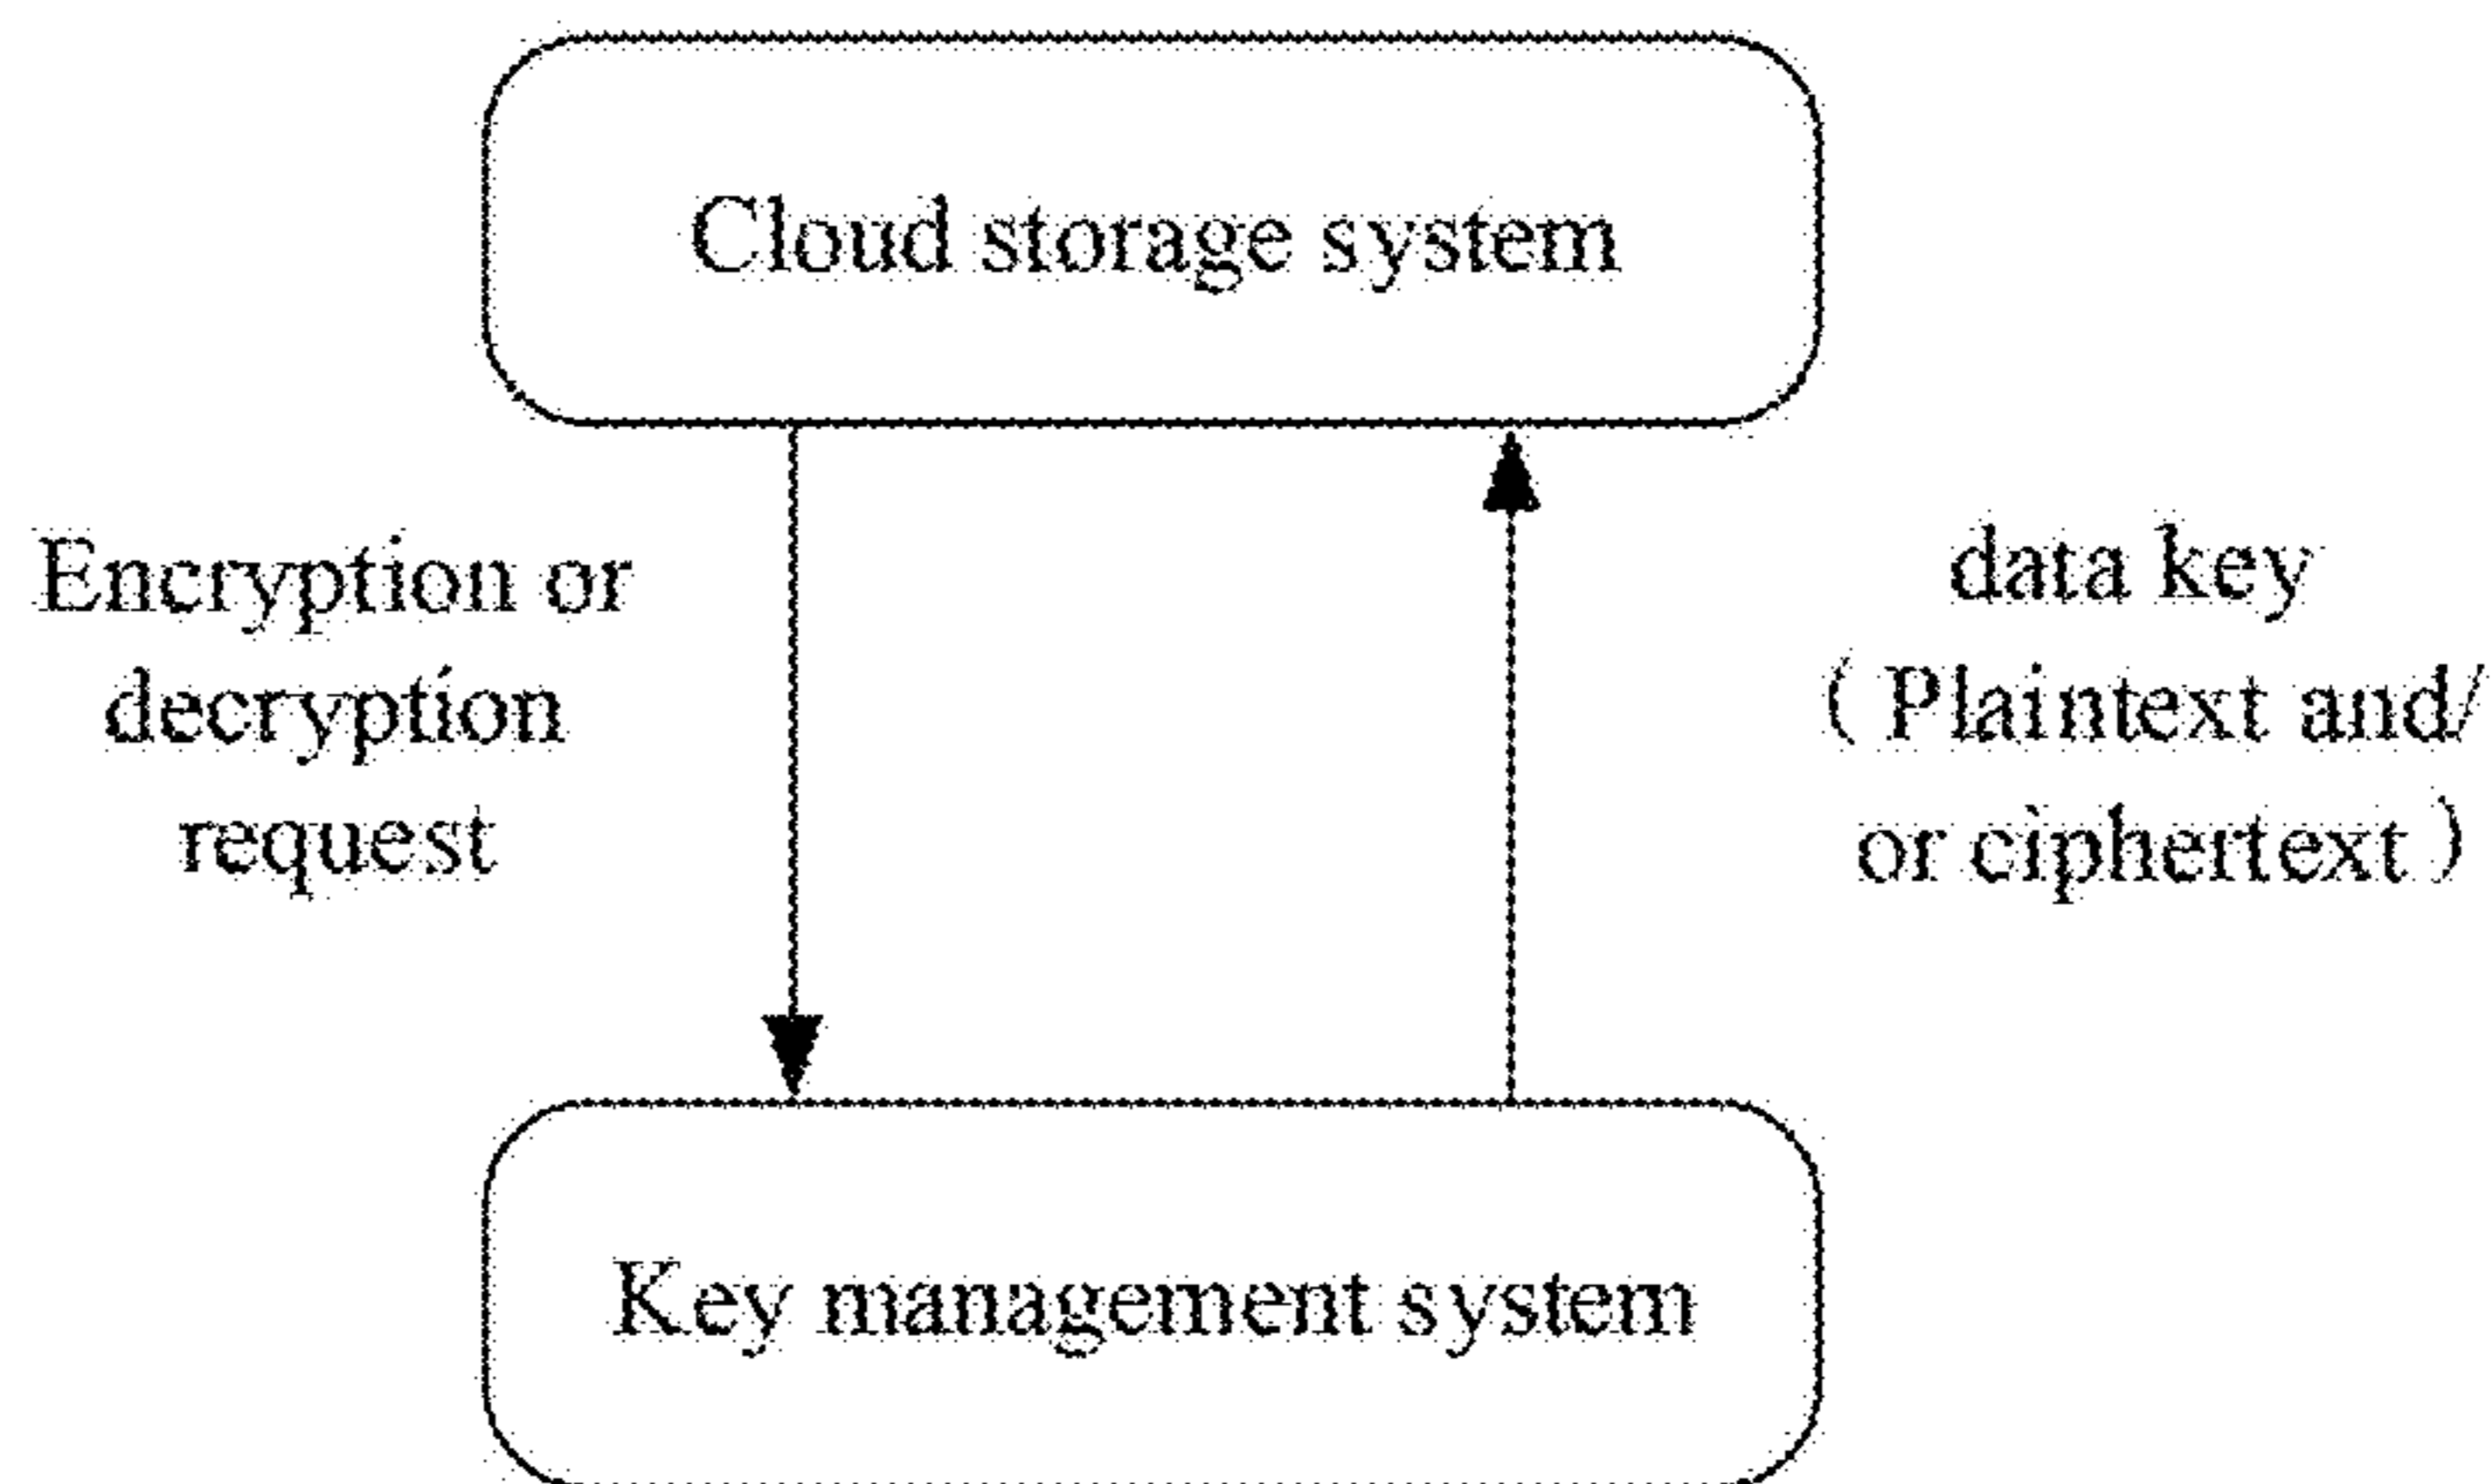 Cloud storage system
Encryption or
decryption
request
data key
( Plaintext and/
or ciphertext )
Key management system